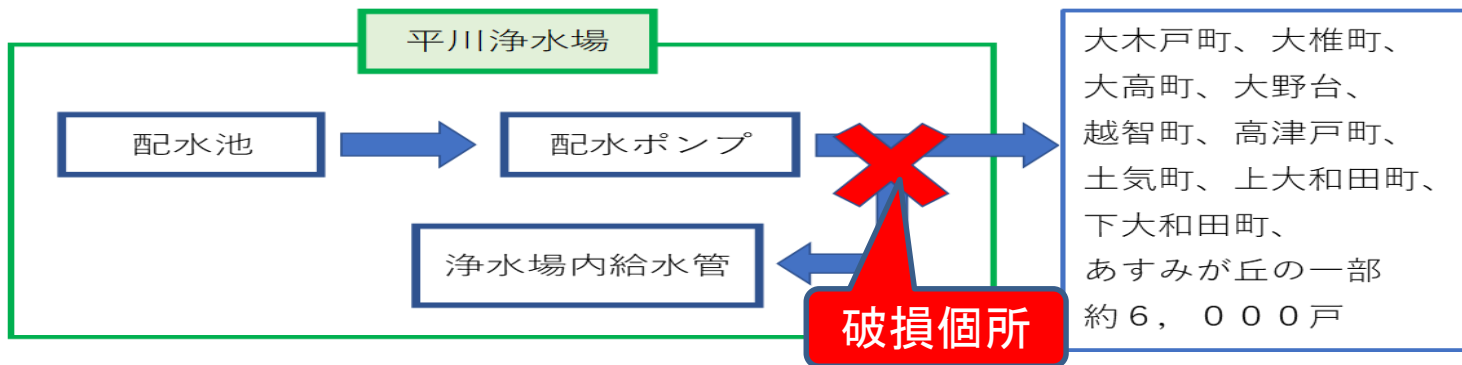 平川浄水場
配水池
配水ポンプ
浄水場内給水管
破損個所
大木戸町、大椎町、
大高町、大野台、
越智町、高津戸町、
土気町、上大和田町、
下大和田町、
あすみが丘の一部
約６，０００戸